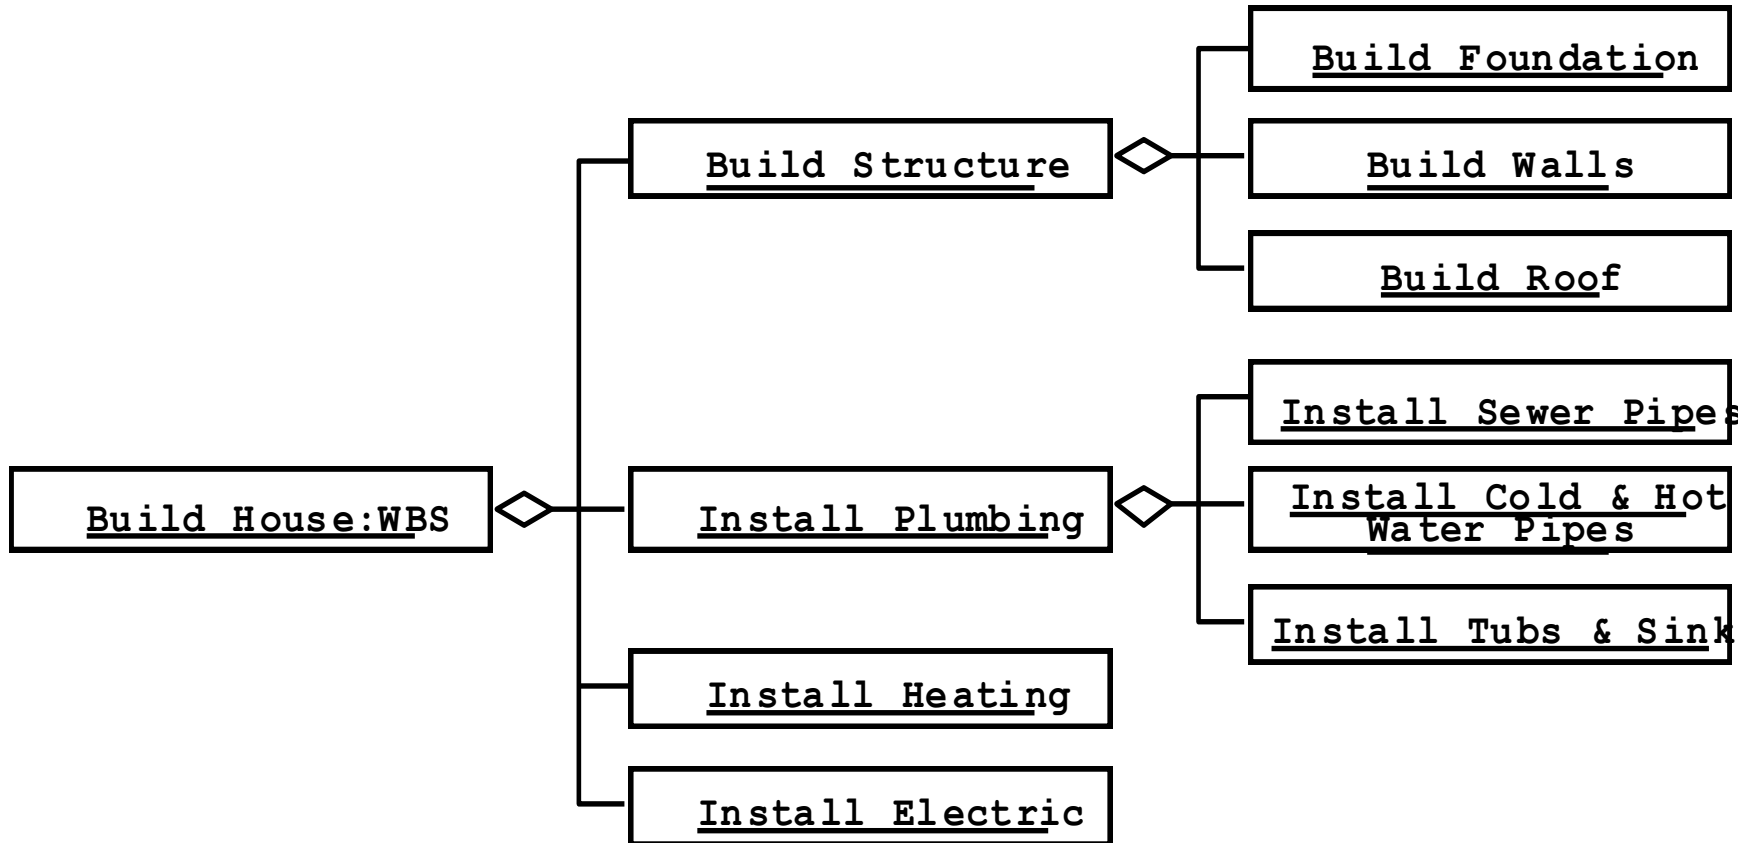 Build Foundation
Build Structure
Build Walls
Build Roof
Install Sewer Pipes
Build House:WBS
Install Plumbing
Install Cold & Hot
Water Pipes
Install Tubs & Sink
Install Heating
Install Electric